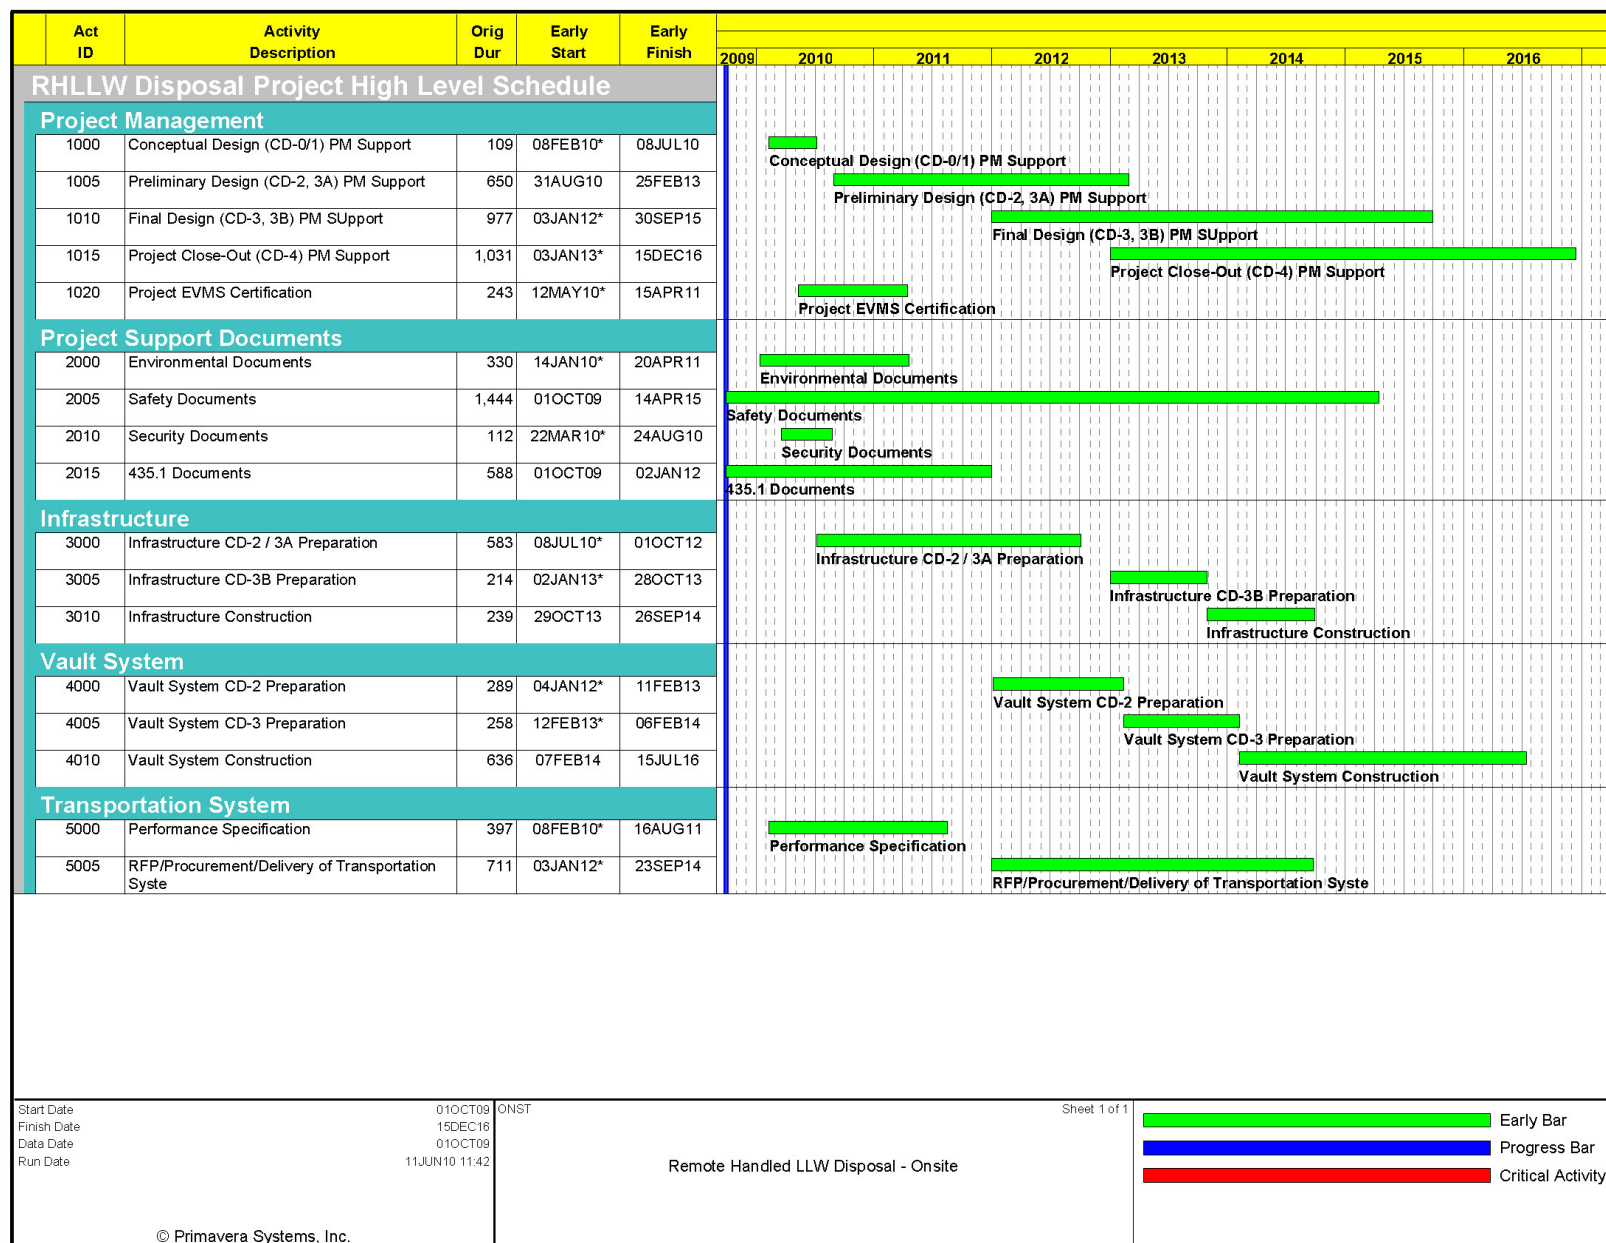 Act Activity Orig Early Early
ID Description Dur Start Finish
2009 2010 2011 2012 2013 2014 2015 2016
RHLLW Disposal Project High Level Schedule
Project Management
1000 Conceptual Design (CD-0/1) PM Support 109 08FEB10* 08JUL10
Conceptual Design (CD-0/1) PM Support
1005 Preliminary Design (CD-2, 3A) PM Support 650 31AUG10 25FEB13
Preliminary Design (CD-2, 3A) PM Support
1010 Final Design (CD-3, 3B) PM SUpport 977 03JAN12* 30SEP15
Final Design (CD-3, 3B) PM SUpport
1015 Project Close-Out (CD-4) PM Support 1,031 03JAN13* 15DEC16
Project Close-Out (CD-4) PM Support
1020 Project EVMS Certification 243 12MAY10* 15APR11
Project EVMS Certification
Project Support Documents
2000 Environmental Documents 330 14JAN10* 20APR11
Environmental Documents
2005 Safety Documents 1,444 01OCT09 14APR15
Safety Documents
2010 Security Documents 112 22MAR10* 24AUG10
Security Documents
2015 435.1 Documents 588 01OCT09 02JAN12
435.1 Documents
Infrastructure
3000 Infrastructure CD-2 / 3A Preparation 583 08JUL10* 01OCT12
Infrastructure CD-2 / 3A Preparation
3005 Infrastructure CD-3B Preparation 214 02JAN13* 28OCT13
Infrastructure CD-3B Preparation
3010 Infrastructure Construction 239 29OCT13 26SEP14
Infrastructure Construction
Vault System
4000 Vault System CD-2 Preparation 289 04JAN12* 11FEB13
Vault System CD-2 Preparation
4005 Vault System CD-3 Preparation 258 12FEB13* 06FEB14
Vault System CD-3 Preparation
4010 Vault System Construction 636 07FEB14 15JUL16
Vault System Construction
Transportation System
5000 Performance Specification 397 08FEB10* 16AUG11
Performance Specification
5005 RFP/Procurement/Delivery of Transportation 711 03JAN12* 23SEP14
Syste
RFP/Procurement/Delivery of Transportation Syste
Start Date 01OCT09
Finish Date 15DEC16
Data Date 01OCT09
Run Date 11JUN10 11:42
© Primavera Systems, Inc.
ONST
Sheet 1 of 1
Remote Handled LLW Disposal - Onsite
Early Bar
Progress Bar
Critical Activity